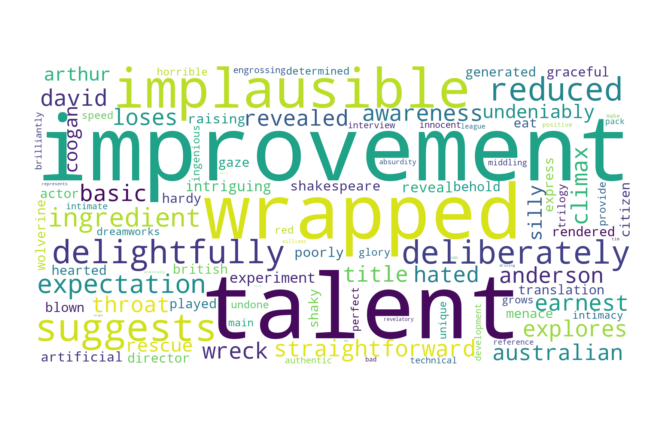 horrible
engrossing
determined
generated
graceful
arthur
implausible
reduced
david
loses
raising
revealed
awareness
undeniably
speed
brilliantly
coogan
improvement
interview
innocent
league
eat
positive
make
pack
ingenious
gaze
absurdity
middling
represents
actor
basic
intriguing
shakespeare
reveal
behold
silly
express
climax
trilogy
provide
citizen
intimate
hardy
wrapped
ingredient
dreamworks
red
rendered
wolverine
delightfully
poorly
glory
deliberately
hearted
british
expectation
experiment
title
hated
anderson
translation
blown
throat
played
undone
talent
shaky
perfect
grows
menace
intimacy
earnest
suggests
main
unique
explores
rescue
wreck
revelatory
straightforward
development
reference
artificial
director
authentic
bad
technical
australian